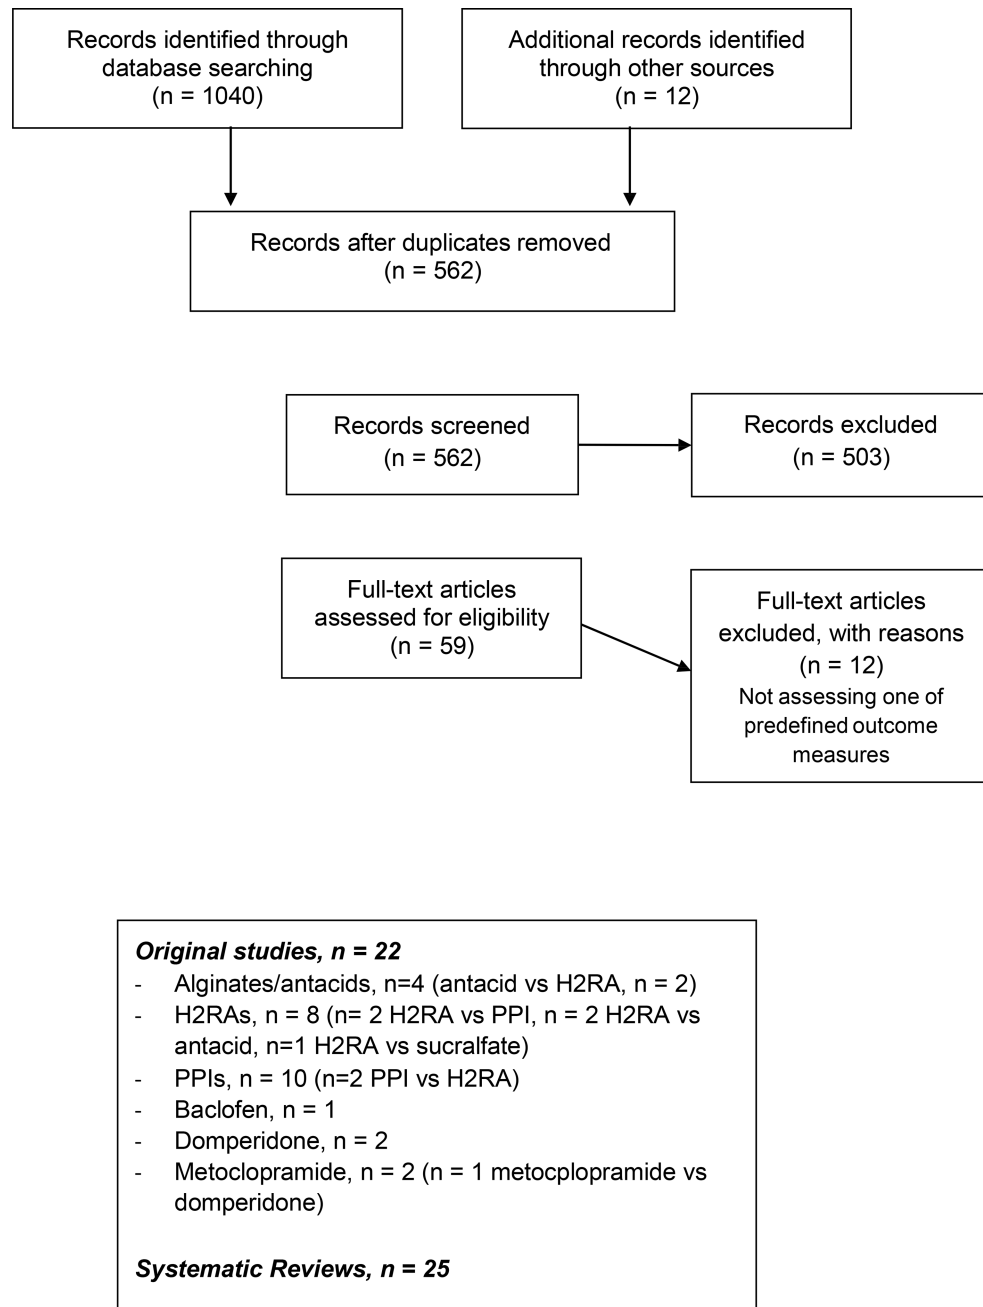 Records identified through
database searching
(n = 1040)
Additional records identified
through other sources
(n = 12)
Records after duplicates removed
(n = 562)
Records screened
(n = 562)
Records excluded
(n = 503)
Full-text articles
assessed for eligibility
(n = 59)
Full-text articles
excluded, with reasons
(n = 12)
Not assessing one of
predefined outcome
measures
Original studies, n = 22
- Alginates/antacids, n=4 (antacid vs H2RA, n = 2)
- H2RAs, n = 8 (n= 2 H2RA vs PPI, n = 2 H2RA vs
antacid, n=1 H2RA vs sucralfate)
- PPIs, n = 10 (n=2 PPI vs H2RA)
- Baclofen, n = 1
- Domperidone, n = 2
- Metoclopramide, n = 2 (n = 1 metocplopramide vs
domperidone)
Systematic Reviews, n = 25